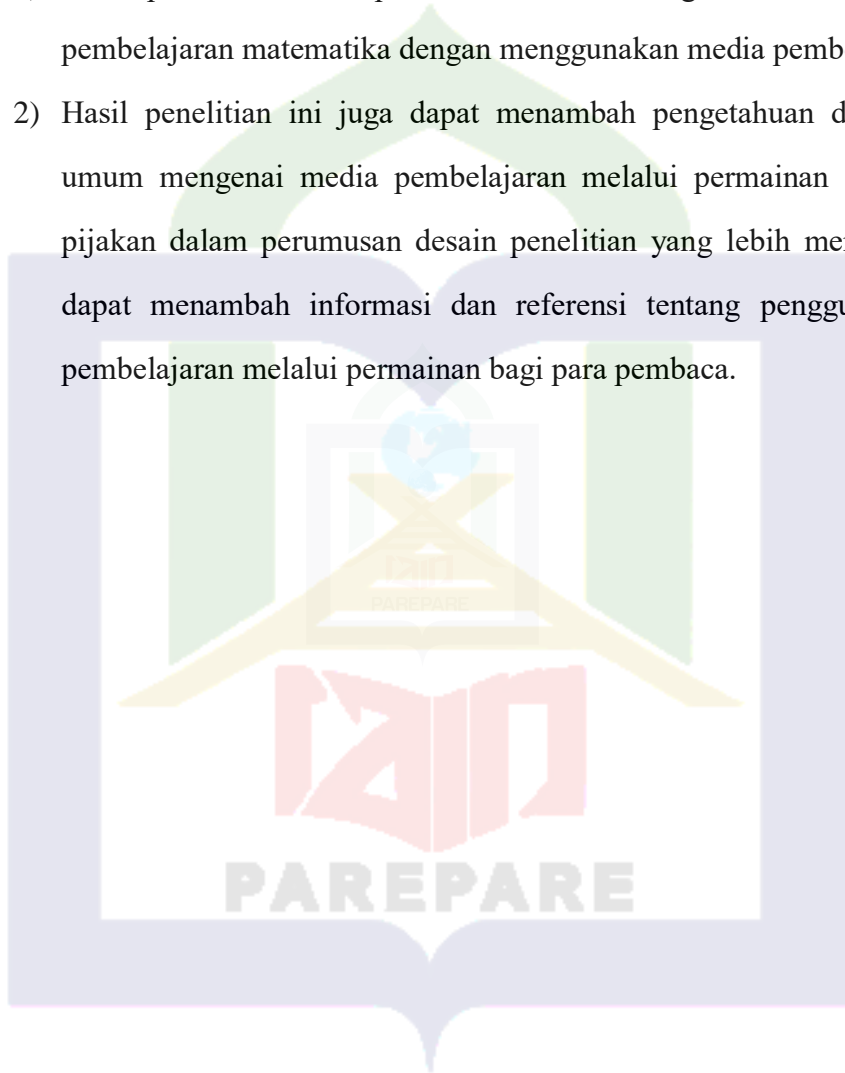 pembelajaran matematika dengan menggunakan media pemb
2) Hasil penelitian ini juga dapat menambah pengetahuan d
umum mengenai media pembelajaran melalui permainan
pijakan dalam perumusan desain penelitian yang lebih me
dapat menambah informasi dan referensi tentang penggu
pembelajaran melalui permainan bagi para pembaca.
IAIN
PAREPARE
IAIN
PAREPARE